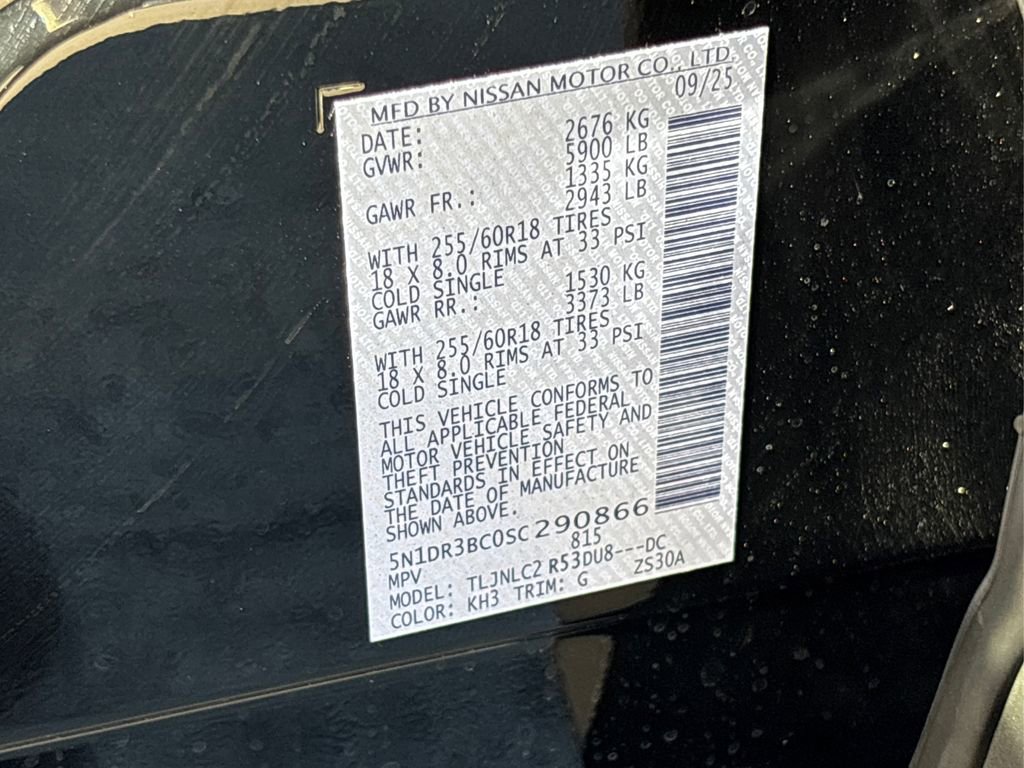 MFD BY NISSAN MOTOR CO., LTD.
DATE: 09/25
GVWR: 2676 KG
5900 LB
GAWR FR.: 1335 KG
2943 LB
WITH 255/60R18 TIRES
18 X 8.0 RIMS AT 33 PSI
COLD SINGLE
GAWR RR.: 1530 KG
3373 LB
WITH 255/60R18 TIRES
18 X 8.0 RIMS AT 33 PSI
COLD SINGLE
THIS VEHICLE CONFORMS TO
ALL APPLICABLE FEDERAL
MOTOR VEHICLE SAFETY AND
THEFT PREVENTION
STANDARDS IN EFFECT ON
THE DATE OF MANUFACTURE
SHOWN ABOVE.
5N1DR3BC0SC290866
MPV 815
MODEL: TLJNLC2 R53DU8---DC
COLOR: KH3 TRIM: G ZS30A